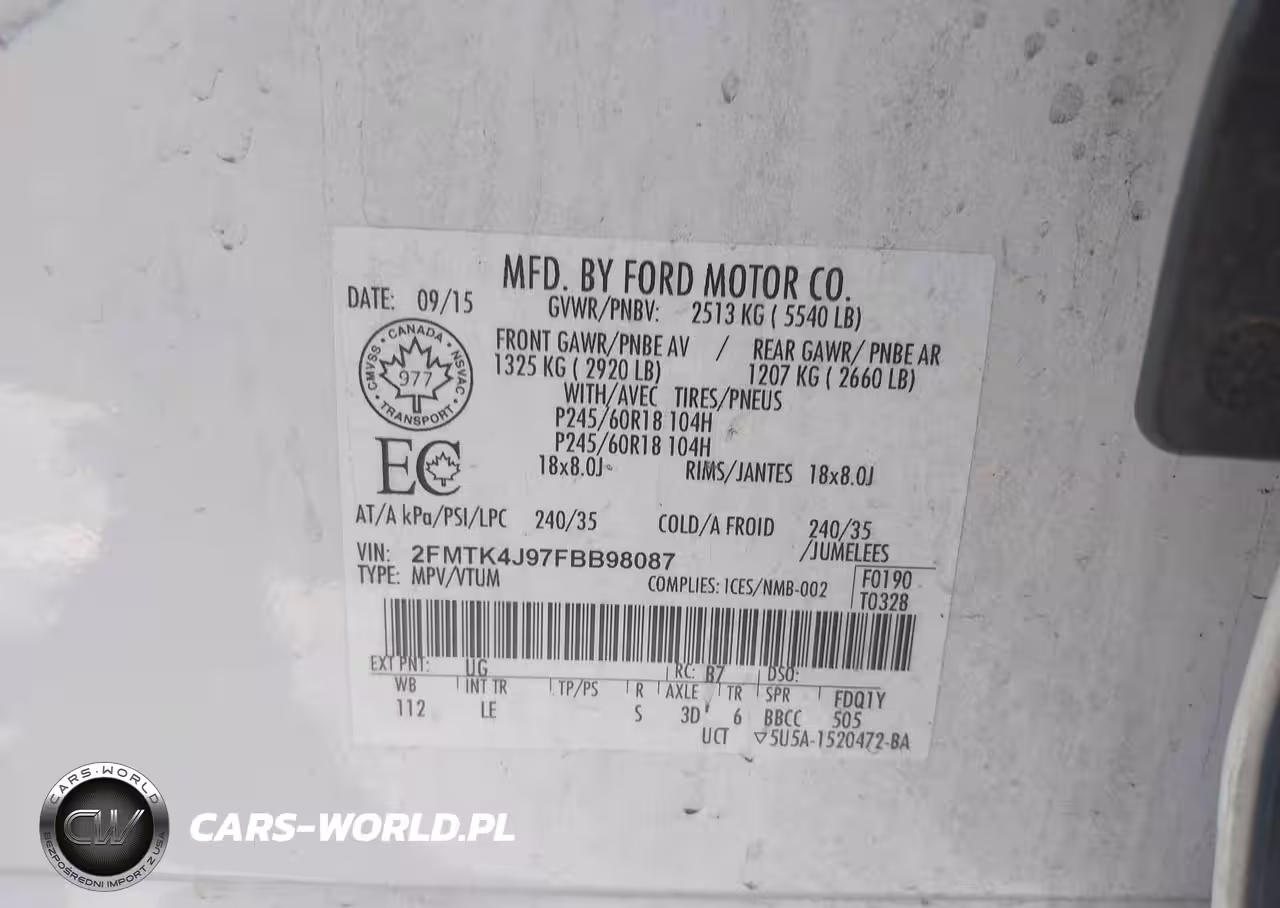 MFD. BY FORD MOTOR CO.
DATE: 09/15
GVWR/PNBV: 2513 KG ( 5540 LB)
FRONT GAWR/PNBE AV / REAR GAWR/ PNBE AR
1325 KG ( 2920 LB) 1207 KG ( 2660 LB)
WITH/AVEC TIRES/PNEUS
P245/60R18 104H
P245/60R18 104H
18x8.0J RIMS/JANTES 18x8.0J
CANADA
CMVSS NSVAC
977
TRANSPORT
EC
AT/A kPa/PSI/LPC 240/35 COLD/A FROID 240/35
/JUMELEES
VIN: 2FMTK4J97FBB98087
TYPE: MPV/VTUM COMPLIES: ICES/NMB-002
F0190
T0328
EXT PNT: UG RC: B7 DSO:
WB INT TR TP/PS R AXLE TR SPR FDQ1Y
112 LE S 3D 6 BBCC 505
UCT ▽5U5A-1520472-BA
CARS-WORLD
CW
BEZPOŚREDNI IMPORT Z USA
CARS-WORLD.PL